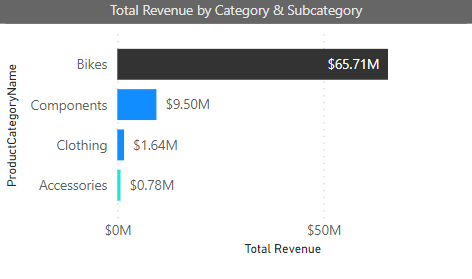 Total Revenue by Category & Subcategory
ProductCategoryName
Bikes $65.71M
Components $9.50M
Clothing $1.64M
Accessories $0.78M
$0M $50M
Total Revenue